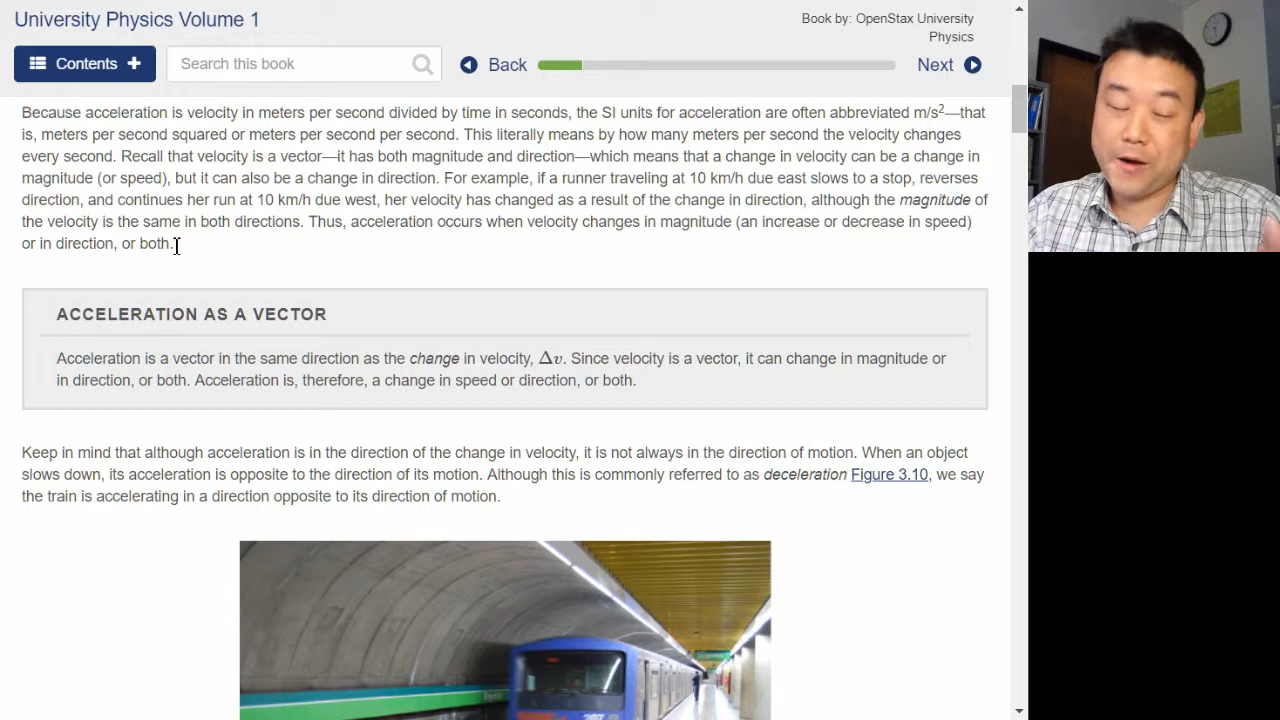 University Physics Volume 1
Book by: OpenStax University
Physics
Contents +
Search this book
Back
Next
Because acceleration is velocity in meters per second divided by time in seconds, the SI units for acceleration are often abbreviated m/s²—that
is, meters per second squared or meters per second per second. This literally means by how many meters per second the velocity changes
every second. Recall that velocity is a vector—it has both magnitude and direction—which means that a change in velocity can be a change in
magnitude (or speed), but it can also be a change in direction. For example, if a runner traveling at 10 km/h due east slows to a stop, reverses
direction, and continues her run at 10 km/h due west, her velocity has changed as a result of the change in direction, although the magnitude of
the velocity is the same in both directions. Thus, acceleration occurs when velocity changes in magnitude (an increase or decrease in speed)
or in direction, or both.
ACCELERATION AS A VECTOR
Acceleration is a vector in the same direction as the change in velocity, Δv. Since velocity is a vector, it can change in magnitude or
in direction, or both. Acceleration is, therefore, a change in speed or direction, or both.
Keep in mind that although acceleration is in the direction of the change in velocity, it is not always in the direction of motion. When an object
slows down, its acceleration is opposite to the direction of its motion. Although this is commonly referred to as deceleration Figure 3.10, we say
the train is accelerating in a direction opposite to its direction of motion.